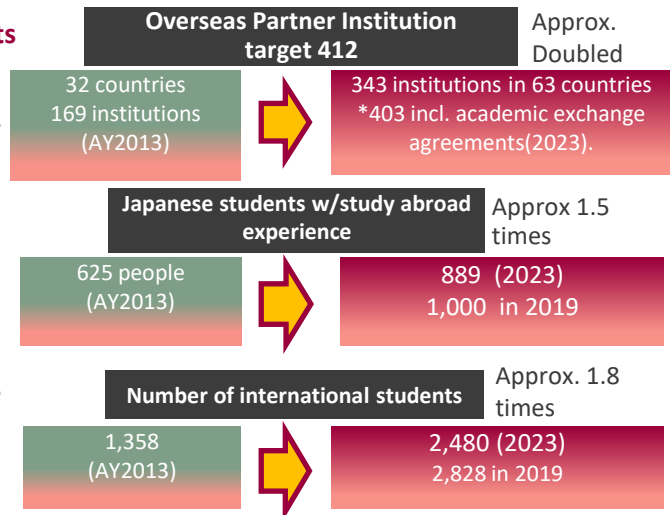 ts
Overseas Partner Institution
target 412
Approx.
Doubled
32 countries
169 institutions
(AY2013)
343 institutions in 63 countries
*403 incl. academic exchange
agreements(2023).
Japanese students w/study abroad
experience
Approx 1.5
times
625 people
(AY2013)
889 (2023)
1,000 in 2019
Number of international students
Approx. 1.8
times
1,358
(AY2013)
2,480 (2023)
2,828 in 2019